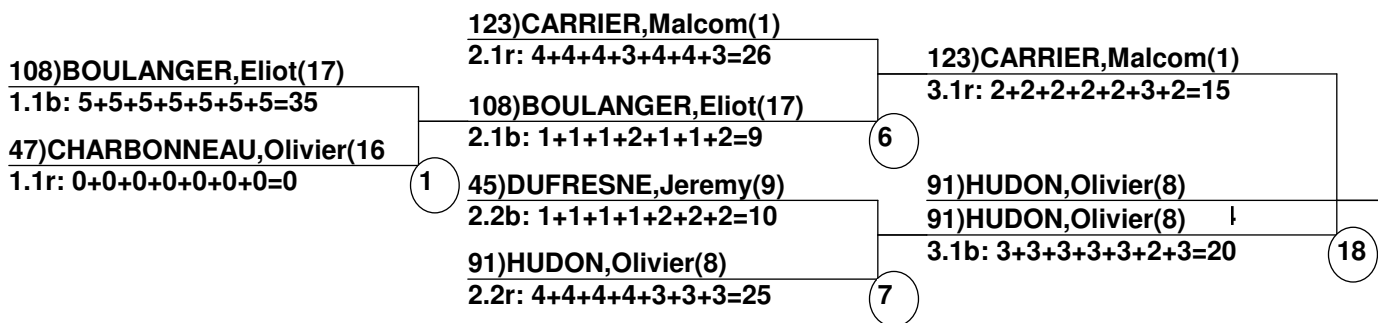 108)BOULANGER,Eliot(17)
1.1b: 5+5+5+5+5+5+5=35
47)CHARBONNEAU,Olivier(16
1.1r: 0+0+0+0+0+0+0=0
1
123)CARRIER,Malcom(1)
2.1r: 4+4+4+3+4+4+3=26
108)BOULANGER,Eliot(17)
2.1b: 1+1+1+2+1+1+2=9
6
45)DUFRESNE,Jeremy(9)
2.2b: 1+1+1+1+2+2+2=10
91)HUDON,Olivier(8)
2.2r: 4+4+4+4+3+3+3=25
7
123)CARRIER,Malcom(1)
3.1r: 2+2+2+2+2+3+2=15
91)HUDON,Olivier(8)
91)HUDON,Olivier(8)
3.1b: 3+3+3+3+3+2+3=20
18